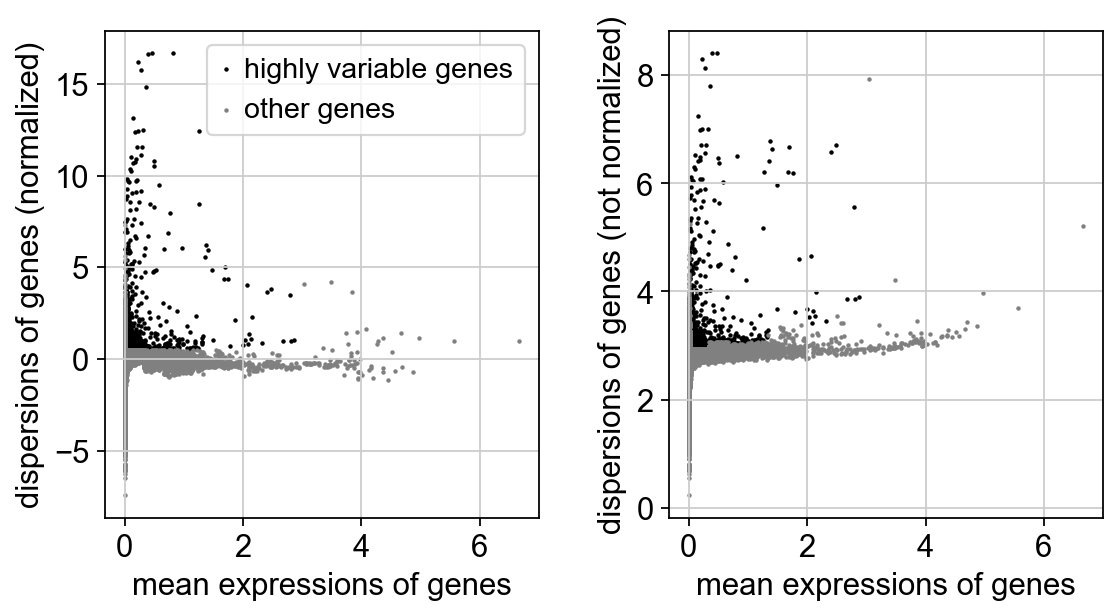 dispersions of genes (normalized)
15
10
5
0
−5
0 2 4 6
mean expressions of genes
highly variable genes
other genes
dispersions of genes (not normalized)
8
6
4
2
0
0 2 4 6
mean expressions of genes